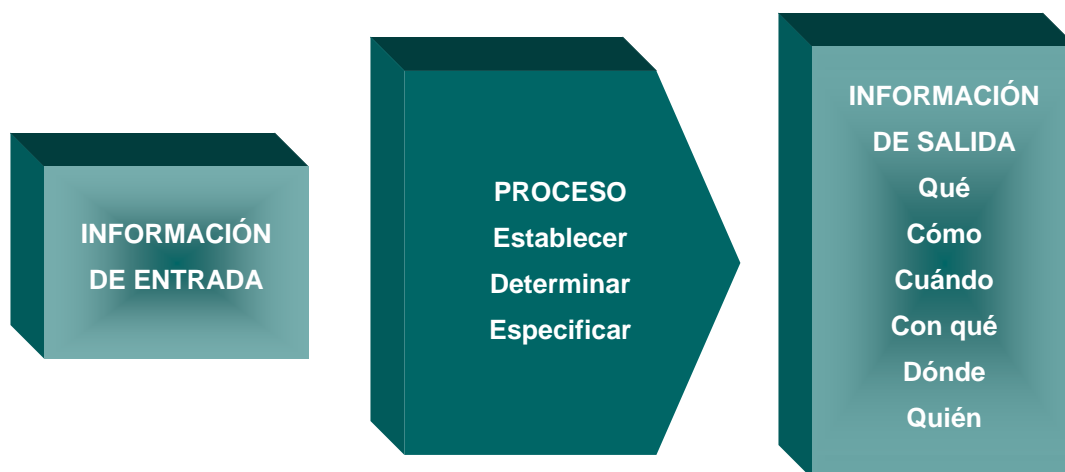 INFORMACIÓN
DE ENTRADA
PROCESO
Establecer
Determinar
Especificar
INFORMACIÓN
DE SALIDA
Qué
Cómo
Cuándo
Con qué
Dónde
Quién